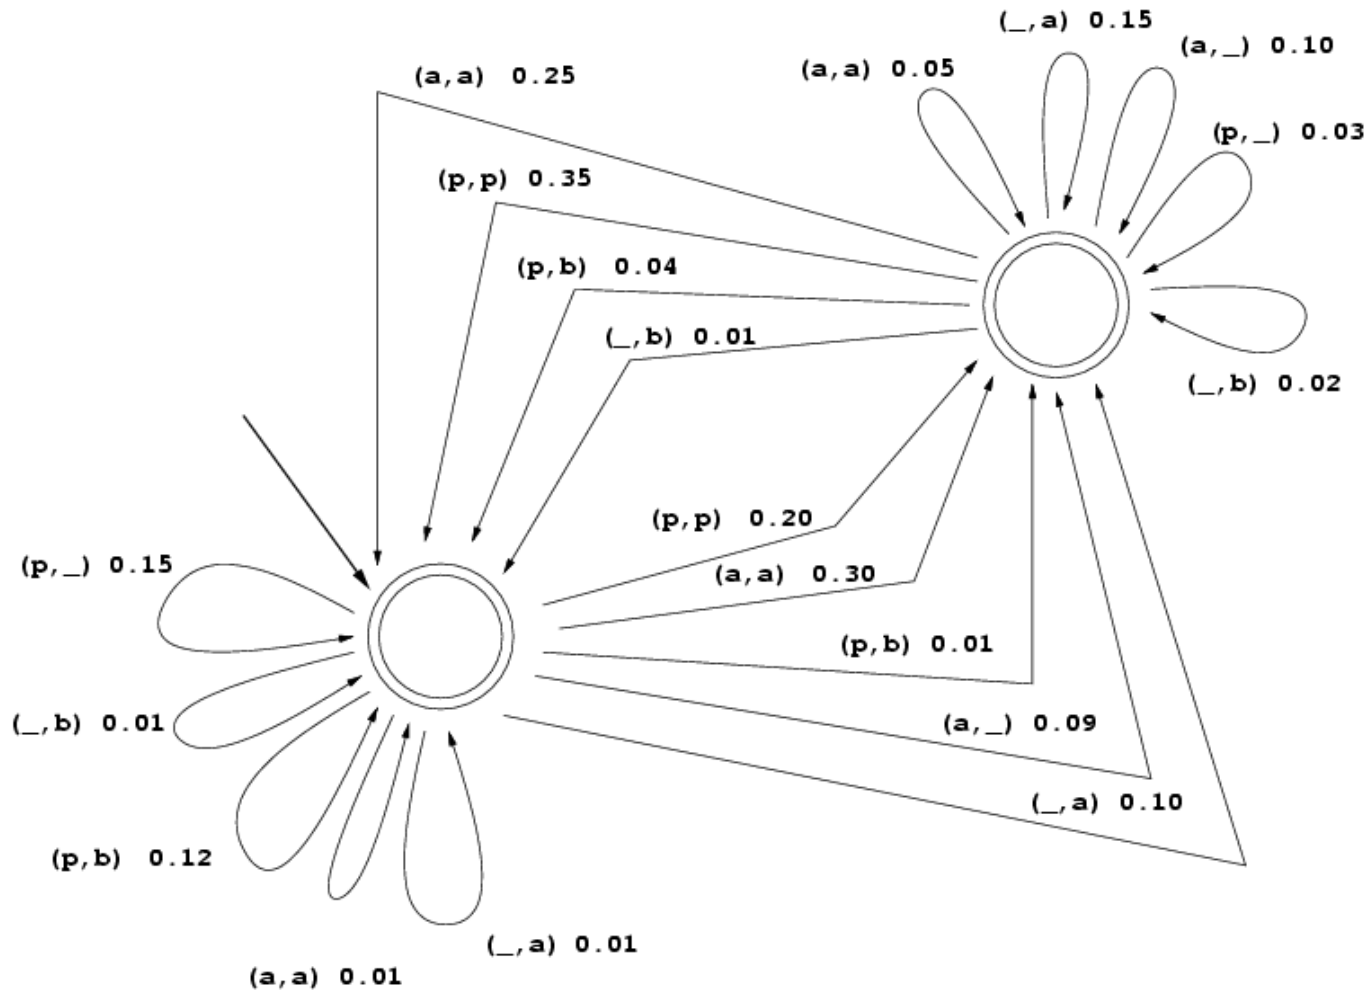 (_,a) 0.15
(a,_) 0.10
(a,a) 0.05
(a,a) 0.25
(p,_) 0.03
(p,p) 0.35
(p,b) 0.04
(_,b) 0.01
(_,b) 0.02
(p,p) 0.20
(p,_) 0.15
(a,a) 0.30
(p,b) 0.01
(_,b) 0.01
(a,_) 0.09
(_,a) 0.10
(p,b) 0.12
(_,a) 0.01
(a,a) 0.01